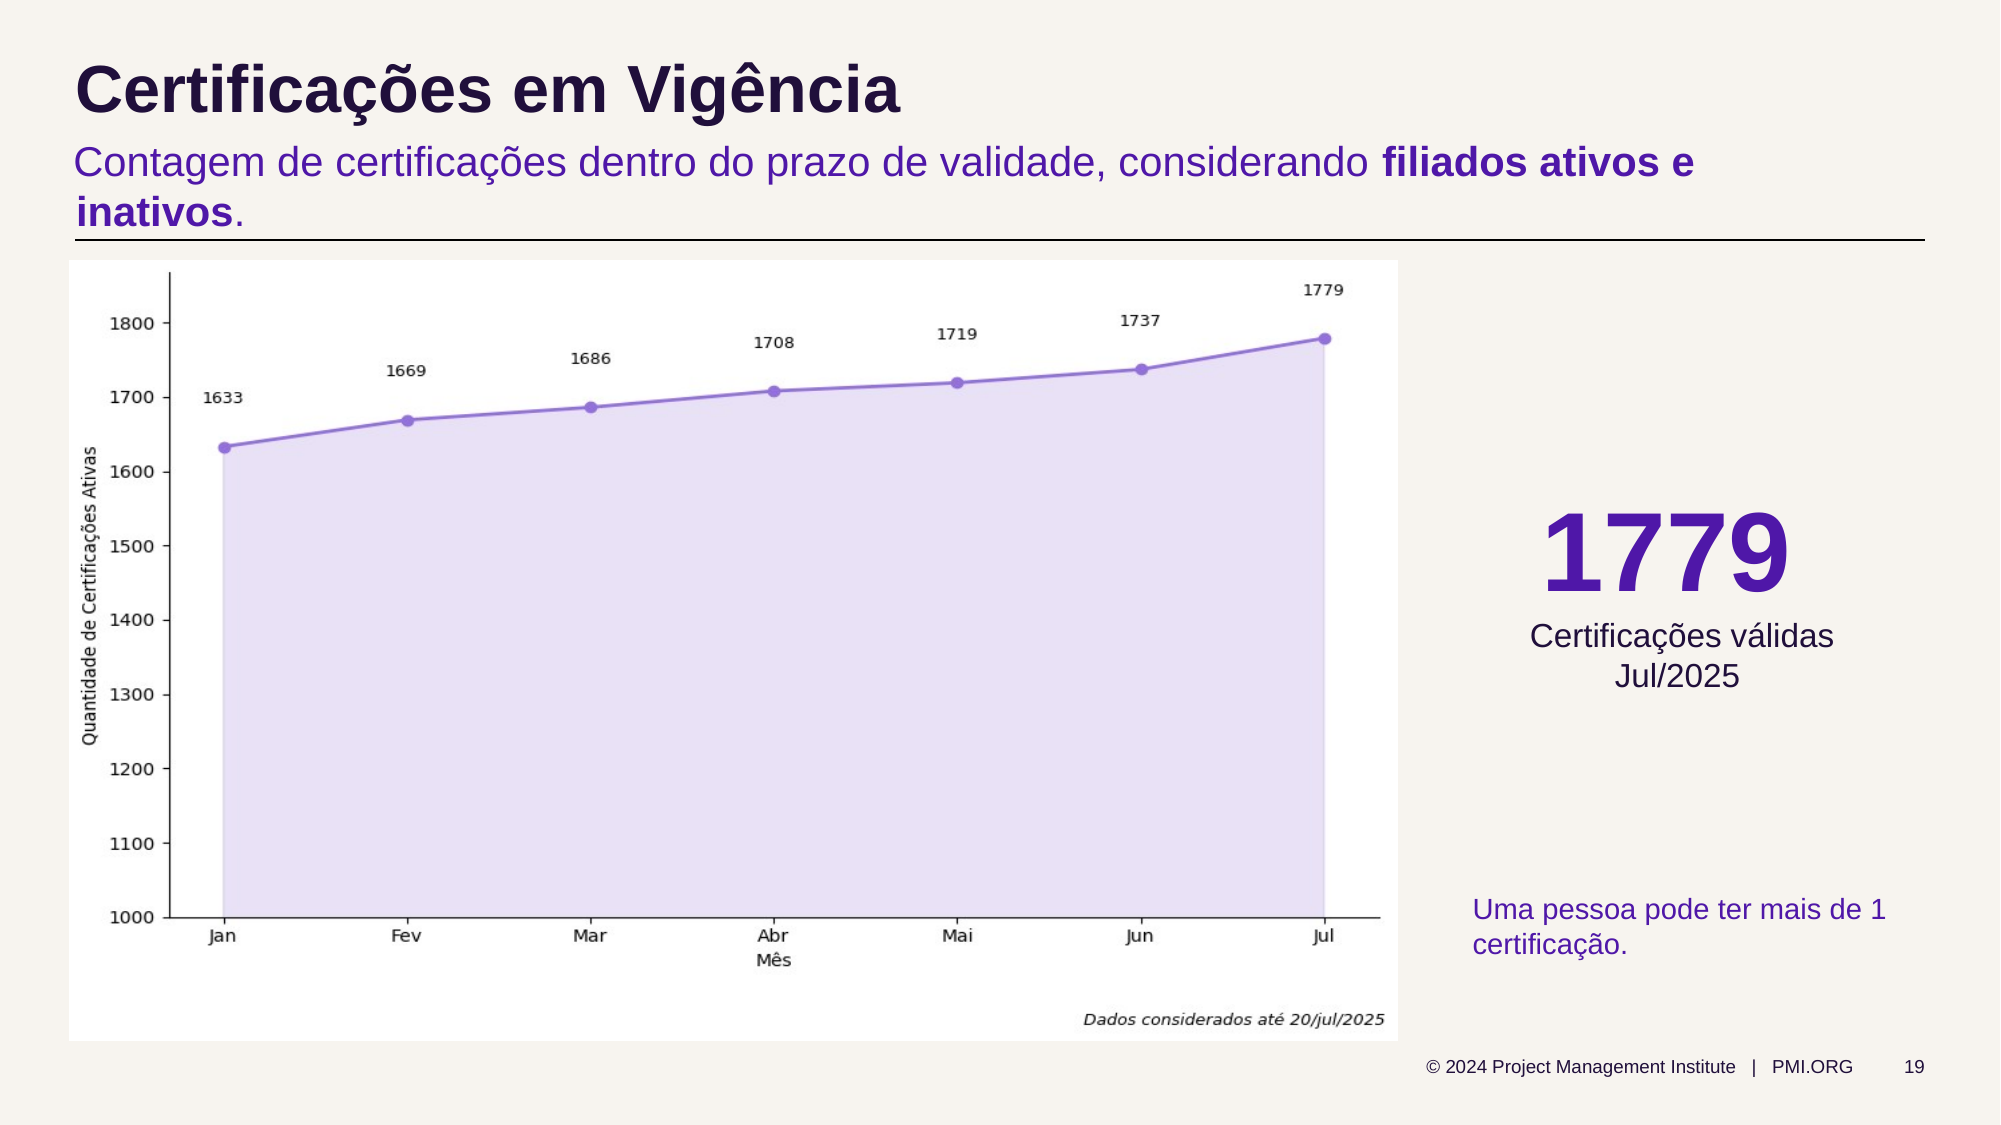 Certificações em Vigência
Contagem de certificações dentro do prazo de validade, considerando filiados ativos e
inativos.
1779
1737
1719
1708
1686
1669
1633
1800
1700
1600
1500
1400
1300
1200
1100
1000
Quantidade de Certificações Ativas
Jan Fev Mar Abr Mai Jun Jul
Mês
Dados considerados até 20/jul/2025
1779
Certificações válidas
Jul/2025
Uma pessoa pode ter mais de 1
certificação.
© 2024 Project Management Institute | PMI.ORG 19